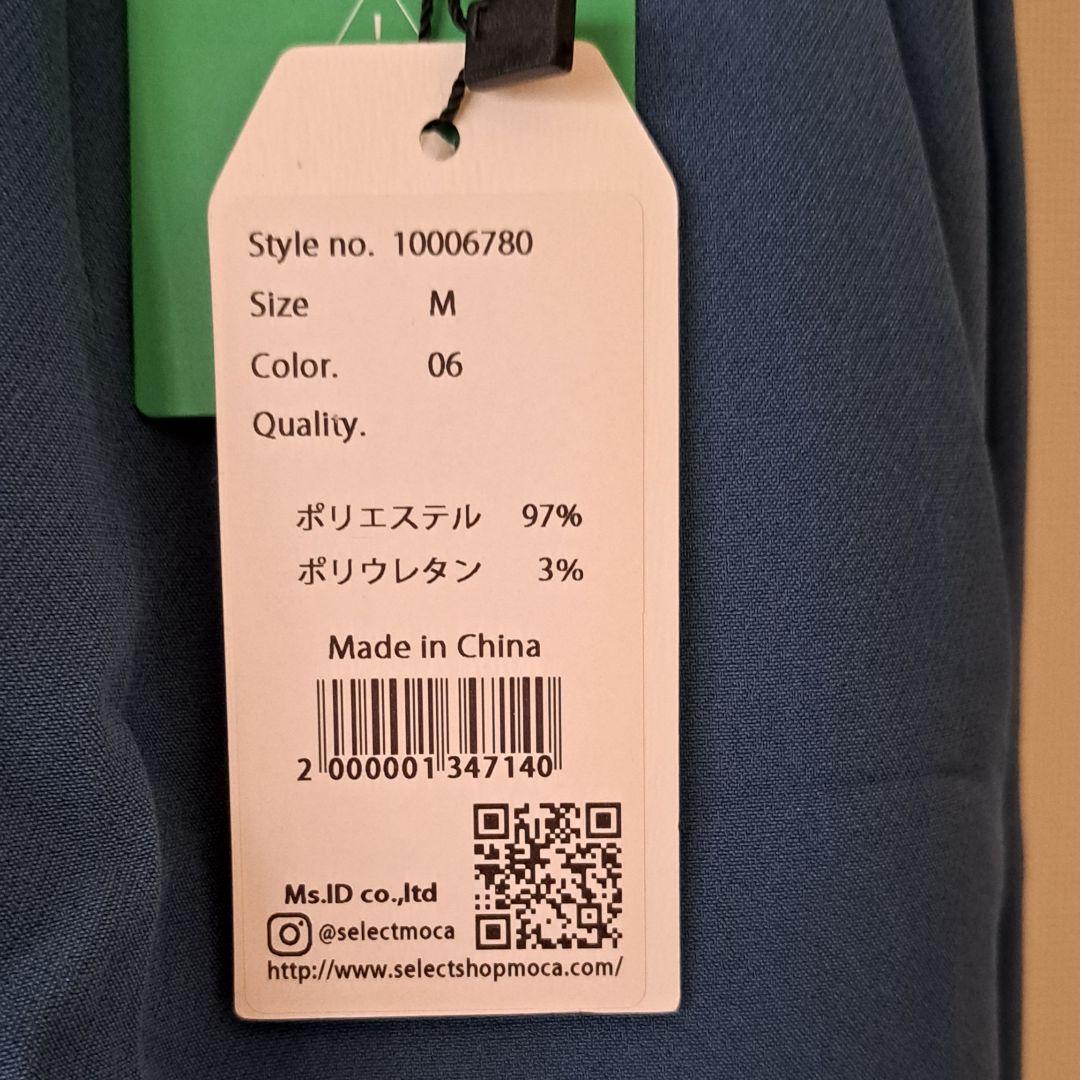 Style no. 10006780
Size M
Color. 06
Quality.
ポリエステル 97%
ポリウレタン 3%
Made in China
2 000001 347140
Ms.ID co.,ltd
@selectmoca
http://www.selectshopmoca.com/